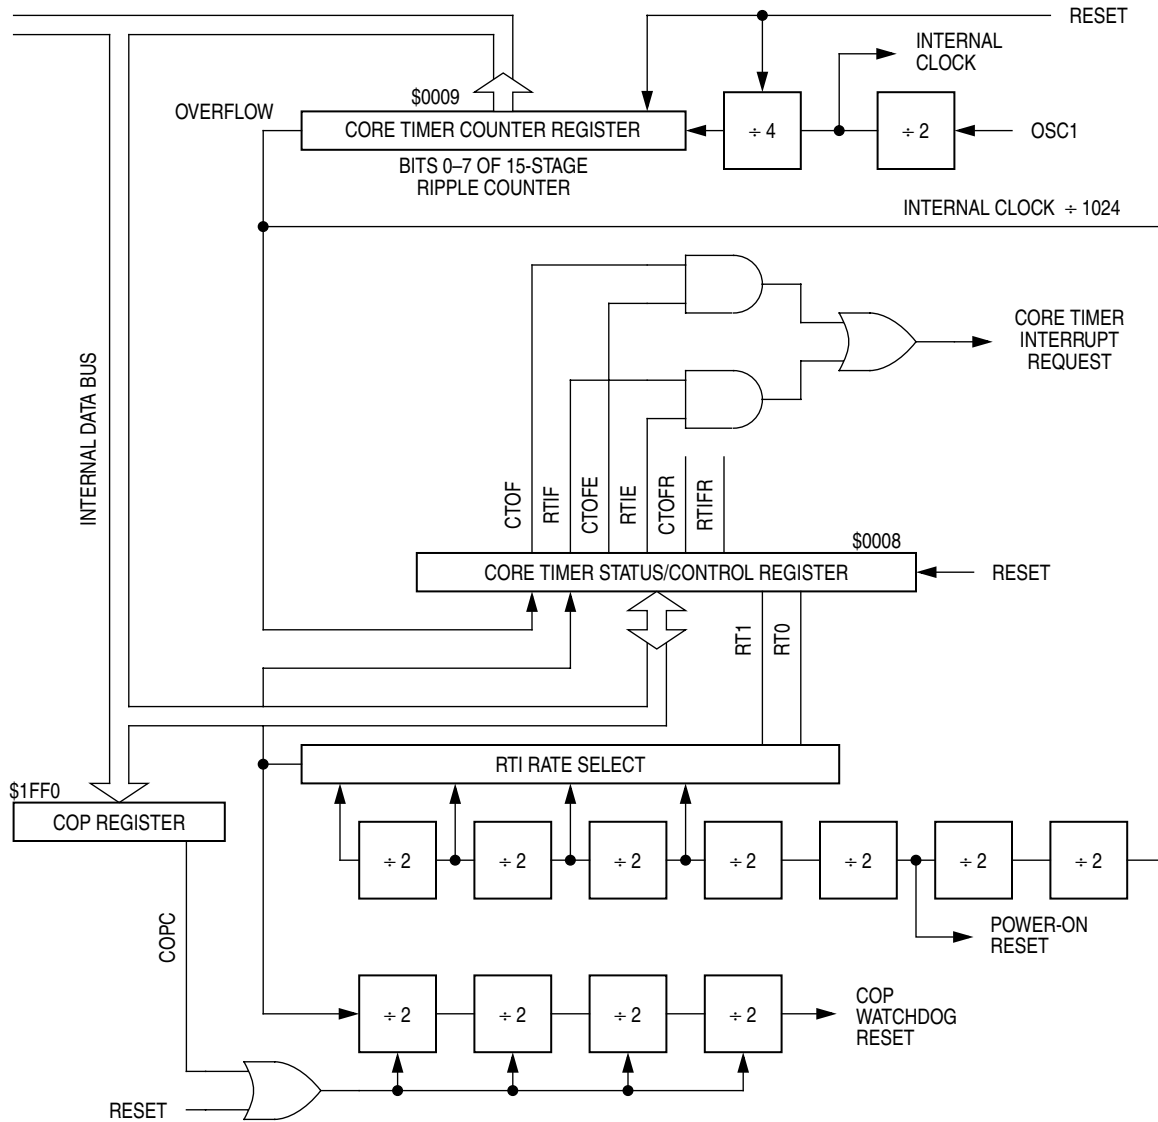 RESET
INTERNAL
CLOCK
$0009
OVERFLOW
CORE TIMER COUNTER REGISTER
÷ 4
÷ 2
OSC1
BITS 0–7 OF 15-STAGE
RIPPLE COUNTER
INTERNAL CLOCK ÷ 1024
CORE TIMER
INTERRUPT
REQUEST
INTERNAL DATA BUS
CTOF
RTIF
CTOFE
RTIE
CTOFR
RTIFR
$0008
CORE TIMER STATUS/CONTROL REGISTER
RESET
RT1
RT0
RTI RATE SELECT
$1FF0
COP REGISTER
÷ 2
÷ 2
÷ 2
÷ 2
÷ 2
÷ 2
÷ 2
POWER-ON
RESET
COPC
÷ 2
÷ 2
÷ 2
÷ 2
COP
WATCHDOG
RESET
RESET